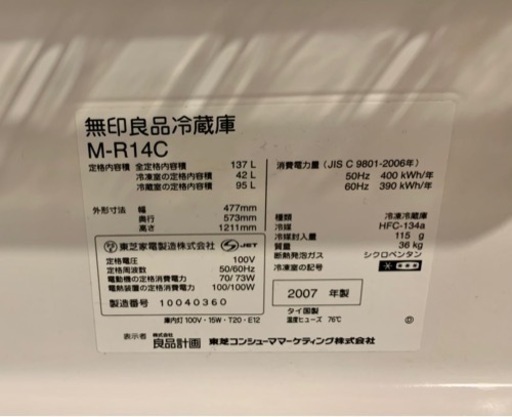 無印良品冷蔵庫
M-R14C
定格内容積 全定格内容積 137 L
冷凍室の定格内容積 42 L
冷蔵室の定格内容積 95 L
外形寸法 幅 477mm
奥行 573mm
高さ 1211mm
東芝家電製造株式会社 JET
定格電圧 100V
定格周波数 50/60Hz
電動機の定格消費電力 70/ 73W
電熱装置の定格消費電力 100/100W
製造番号 10040360
庫内灯 100V・15W・T20・E12
消費電力量 (JIS C 9801-2006年)
50Hz 400 kWh/年
60Hz 390 kWh/年
種類 冷凍冷蔵庫
冷媒 HFC-134a
冷媒封入量 115 g
質量 36 kg
断熱発泡ガス シクロペンタン
冷凍室の記号
2007 年製
タイ国製
温度ヒューズ 76℃
表示者 株式会社 良品計画 東芝コンシューママーケティング株式会社